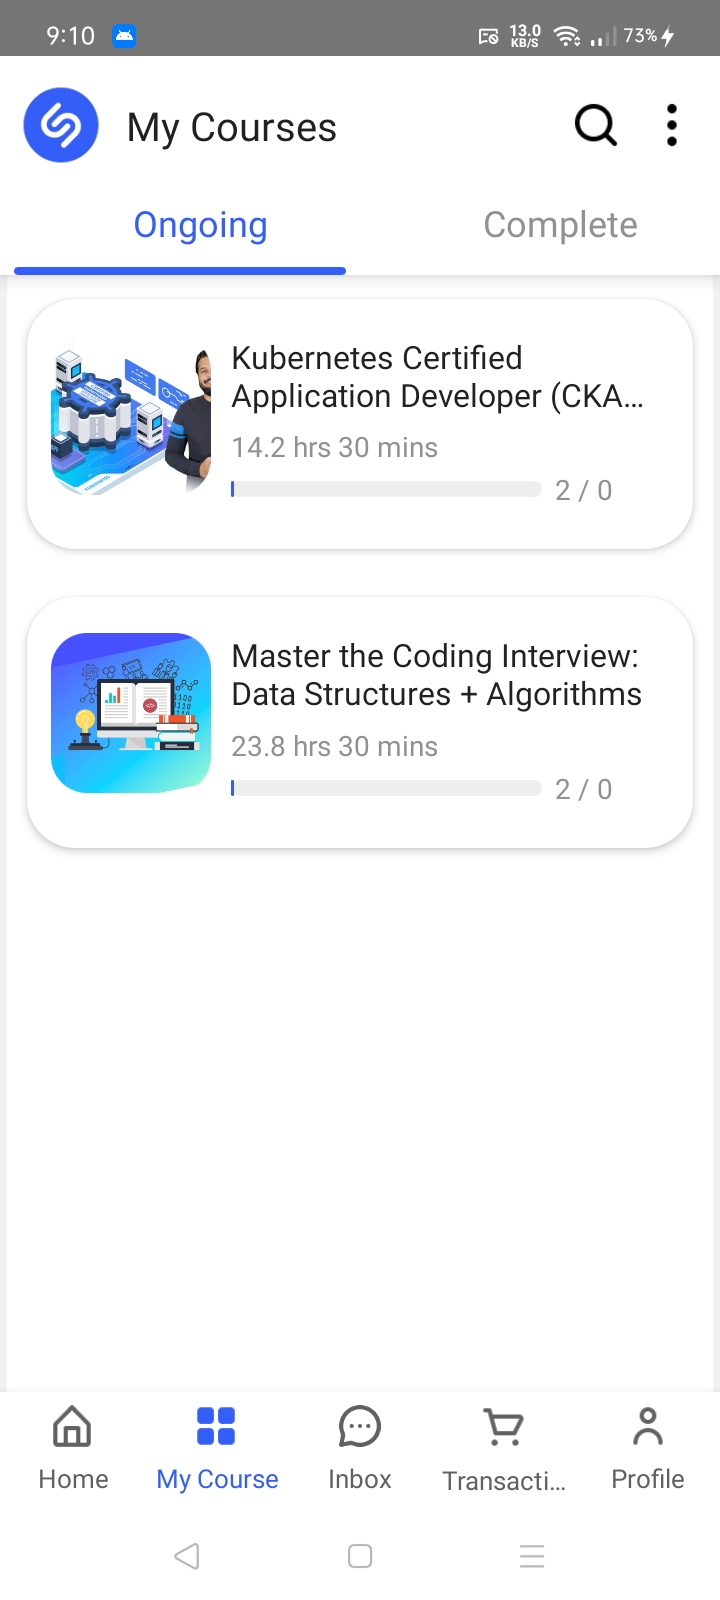 9:10
13.0
KB/S
73%
My Courses
Ongoing
Complete
Kubernetes Certified
Application Developer (CKA...
14.2 hrs 30 mins
2 / 0
Master the Coding Interview:
Data Structures + Algorithms
23.8 hrs 30 mins
2 / 0
Home
My Course
Inbox
Transacti...
Profile